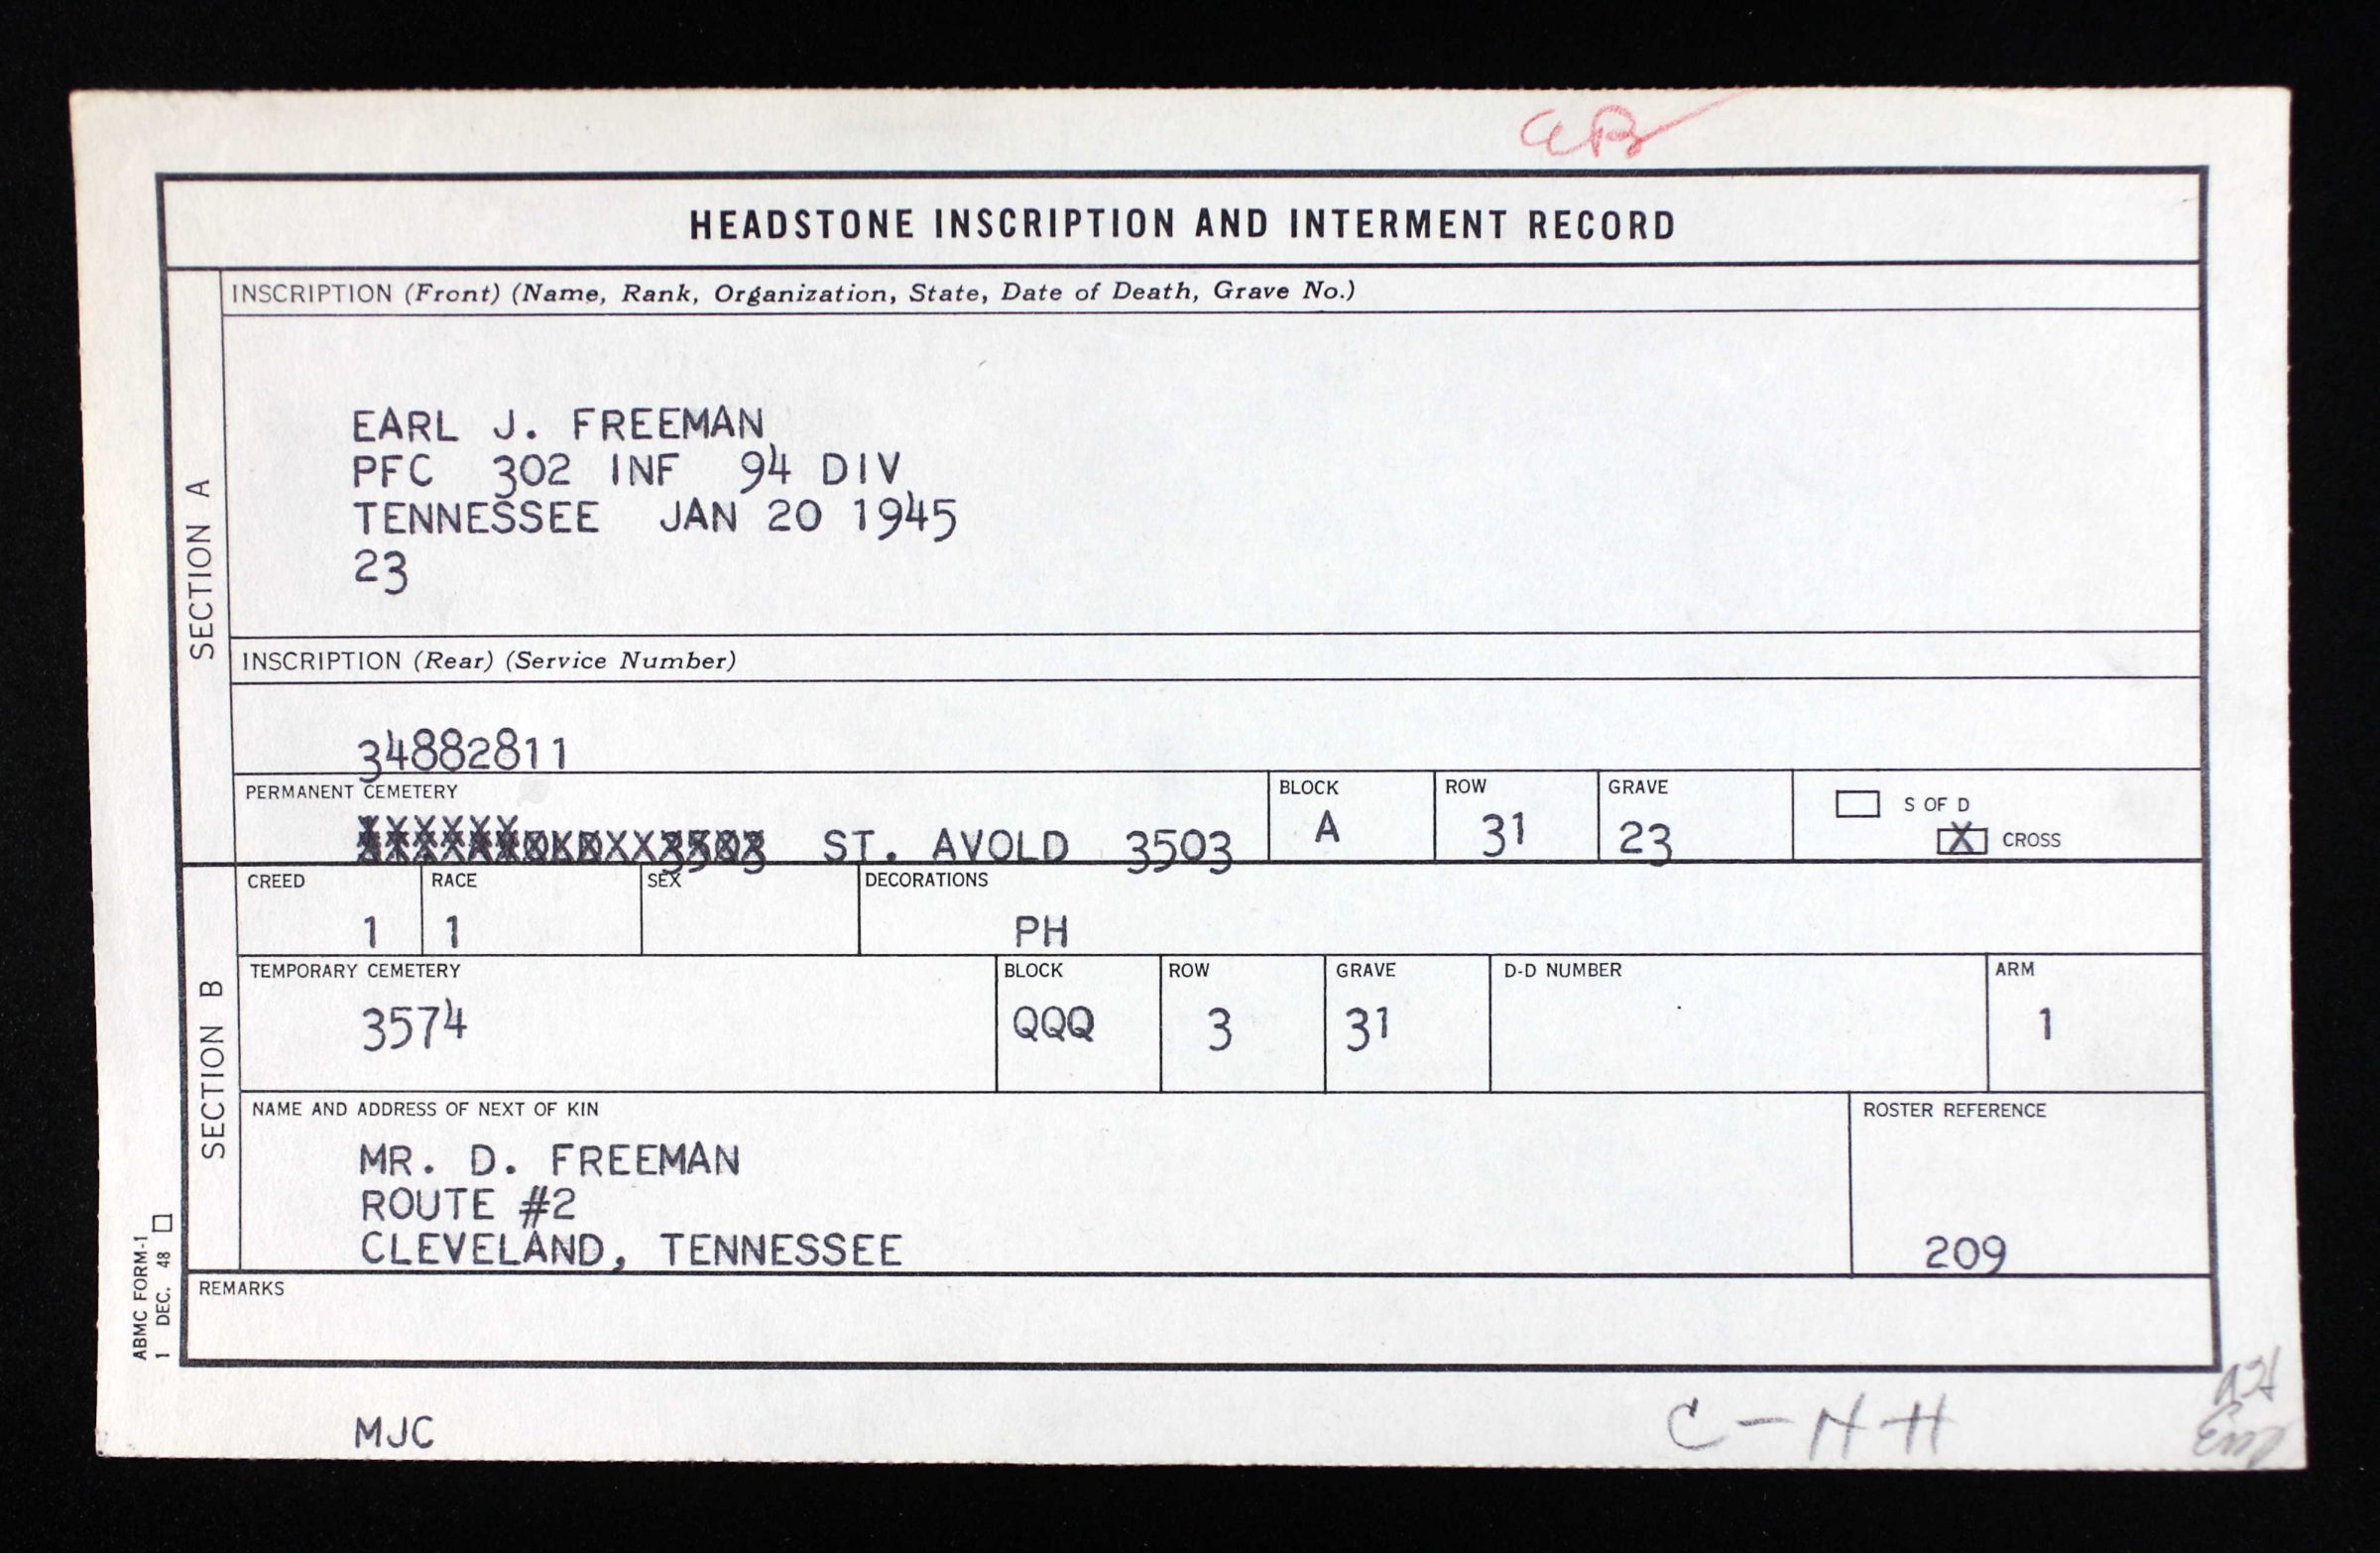 HEADSTONE INSCRIPTION AND INTERMENT RECORD
SECTION A
INSCRIPTION (Front) (Name, Rank, Organization, State, Date of Death, Grave No.)
EARL J. FREEMAN
PFC 302 INF 94 DIV
TENNESSEE JAN 20 1945
23
INSCRIPTION (Rear) (Service Number)
34882811
PERMANENT CEMETERY
ST. AVOLD 3503
BLOCK
A
ROW
31
GRAVE
23
S OF D
X CROSS
SECTION B
CREED
1
RACE
1
SEX
DECORATIONS
PH
TEMPORARY CEMETERY
3574
BLOCK
QQQ
ROW
3
GRAVE
31
D-D NUMBER
ARM
1
NAME AND ADDRESS OF NEXT OF KIN
MR. D. FREEMAN
ROUTE #2
CLEVELAND, TENNESSEE
ROSTER REFERENCE
209
REMARKS
ABMC FORM-1
1 DEC. 48
MJC
C-NH